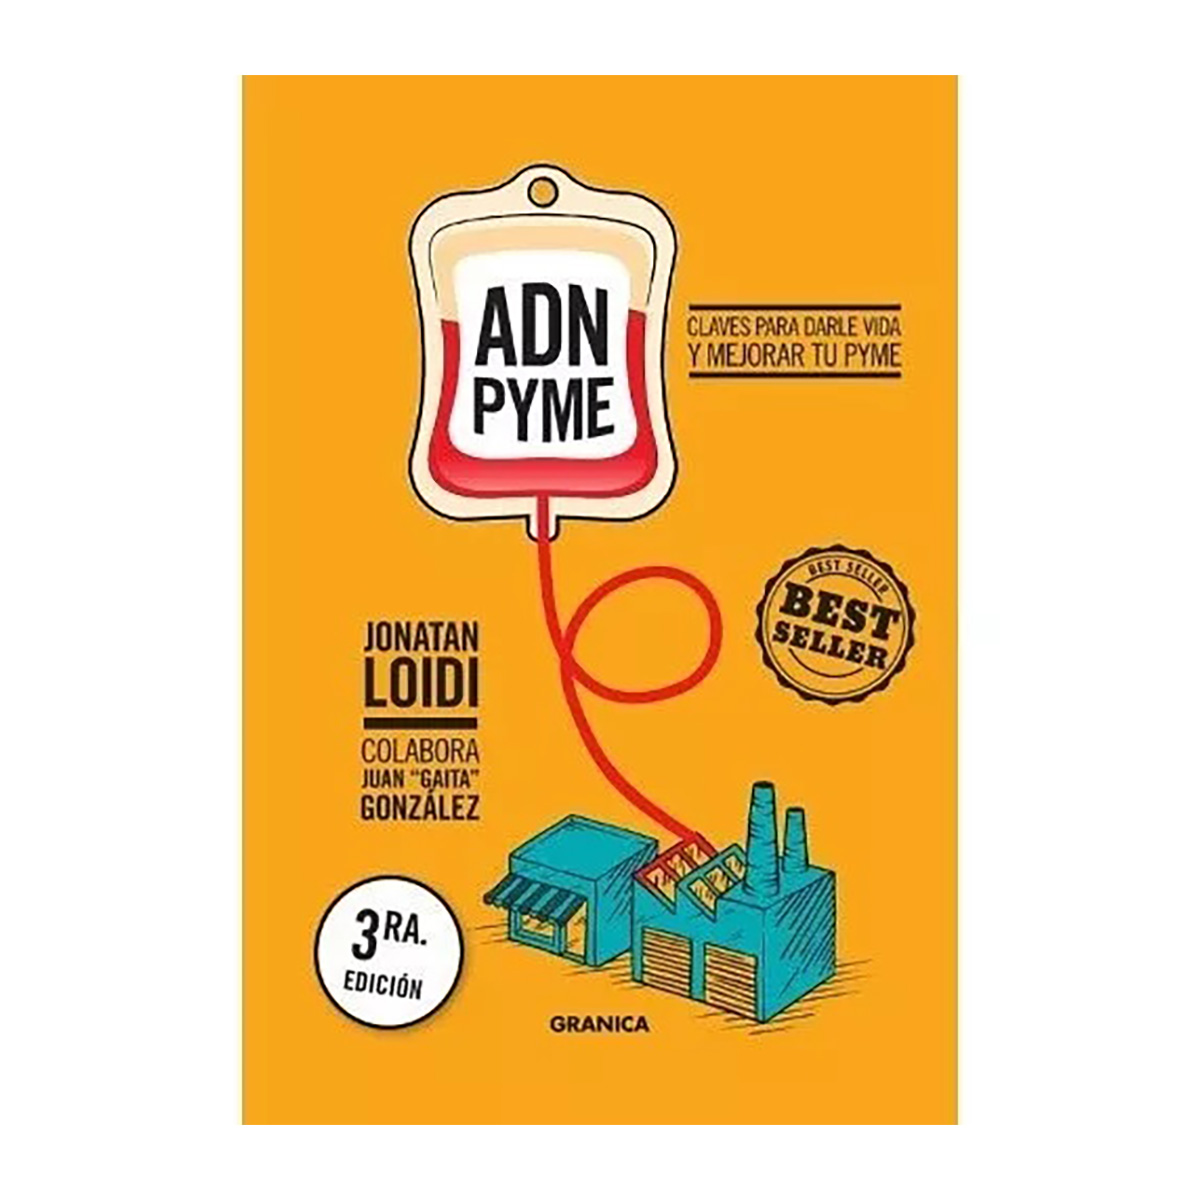 ADN
PYME
CLAVES PARA DARLE VIDA
Y MEJORAR TU PYME
BEST SELLER
BEST
SELLER
JONATAN
LOIDI
COLABORA
JUAN "GAITA"
GONZÁLEZ
3RA.
EDICIÓN
GRANICA